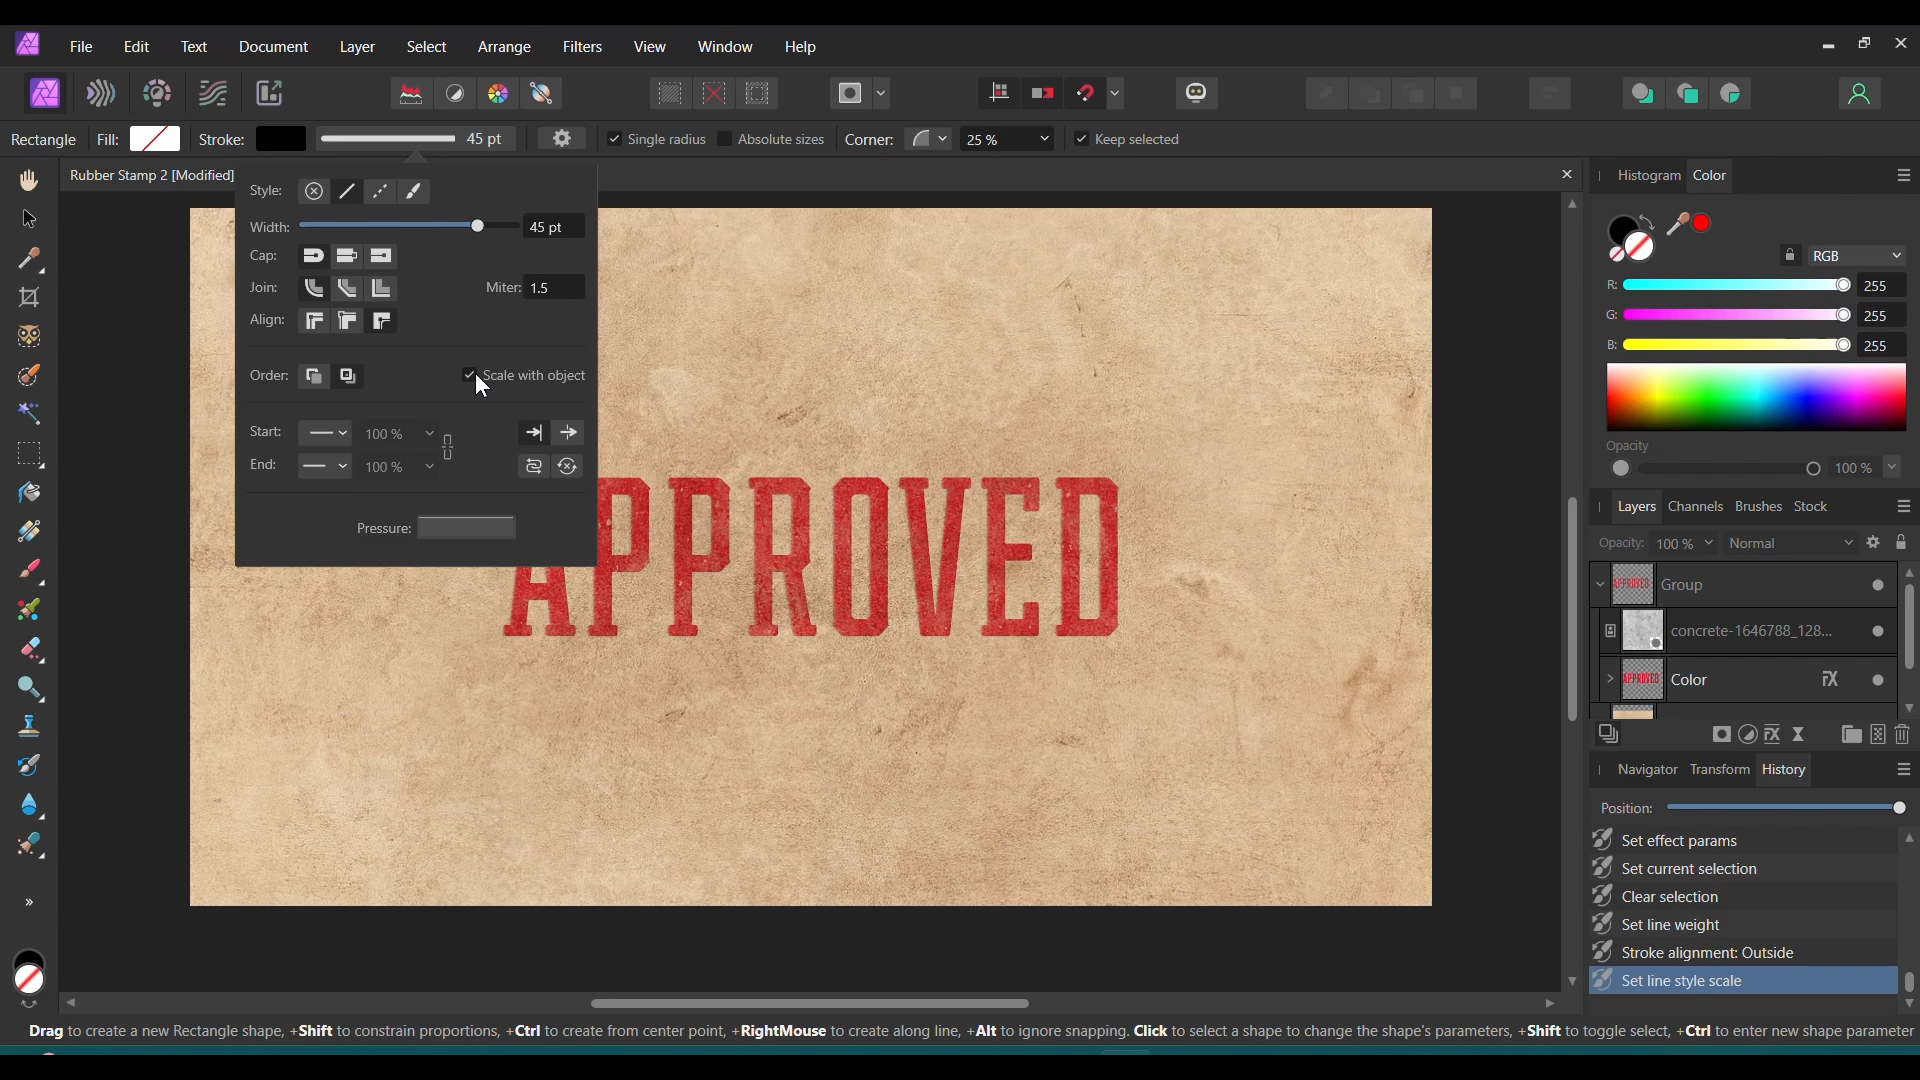 File Edit Text Document Layer Select Arrange Filters View Window Help
Rectangle Fill: Stroke: 45 pt Single radius Absolute sizes Corner: 25 % Keep selected
Rubber Stamp 2 [Modified]
Histogram Color
Style:
Width: 45 pt
Cap:
Join: Miter: 1.5
Align:
Order: Scale with object
Start: 100 %
End: 100 %
Pressure:
APPROVED
RGB
R: 255
G: 255
B: 255
Opacity
100 %
Layers Channels Brushes Stock
Opacity: 100 % Normal
APPROVED Group
concrete-1646788_128...
APPROVED Color FX
Navigator Transform History
Position:
Set effect params
Set current selection
Clear selection
Set line weight
Stroke alignment: Outside
Set line style scale
Drag to create a new Rectangle shape, +Shift to constrain proportions, +Ctrl to create from center point, +RightMouse to create along line, +Alt to ignore snapping. Click to select a shape to change the shape's parameters, +Shift to toggle select, +Ctrl to enter new shape parameter